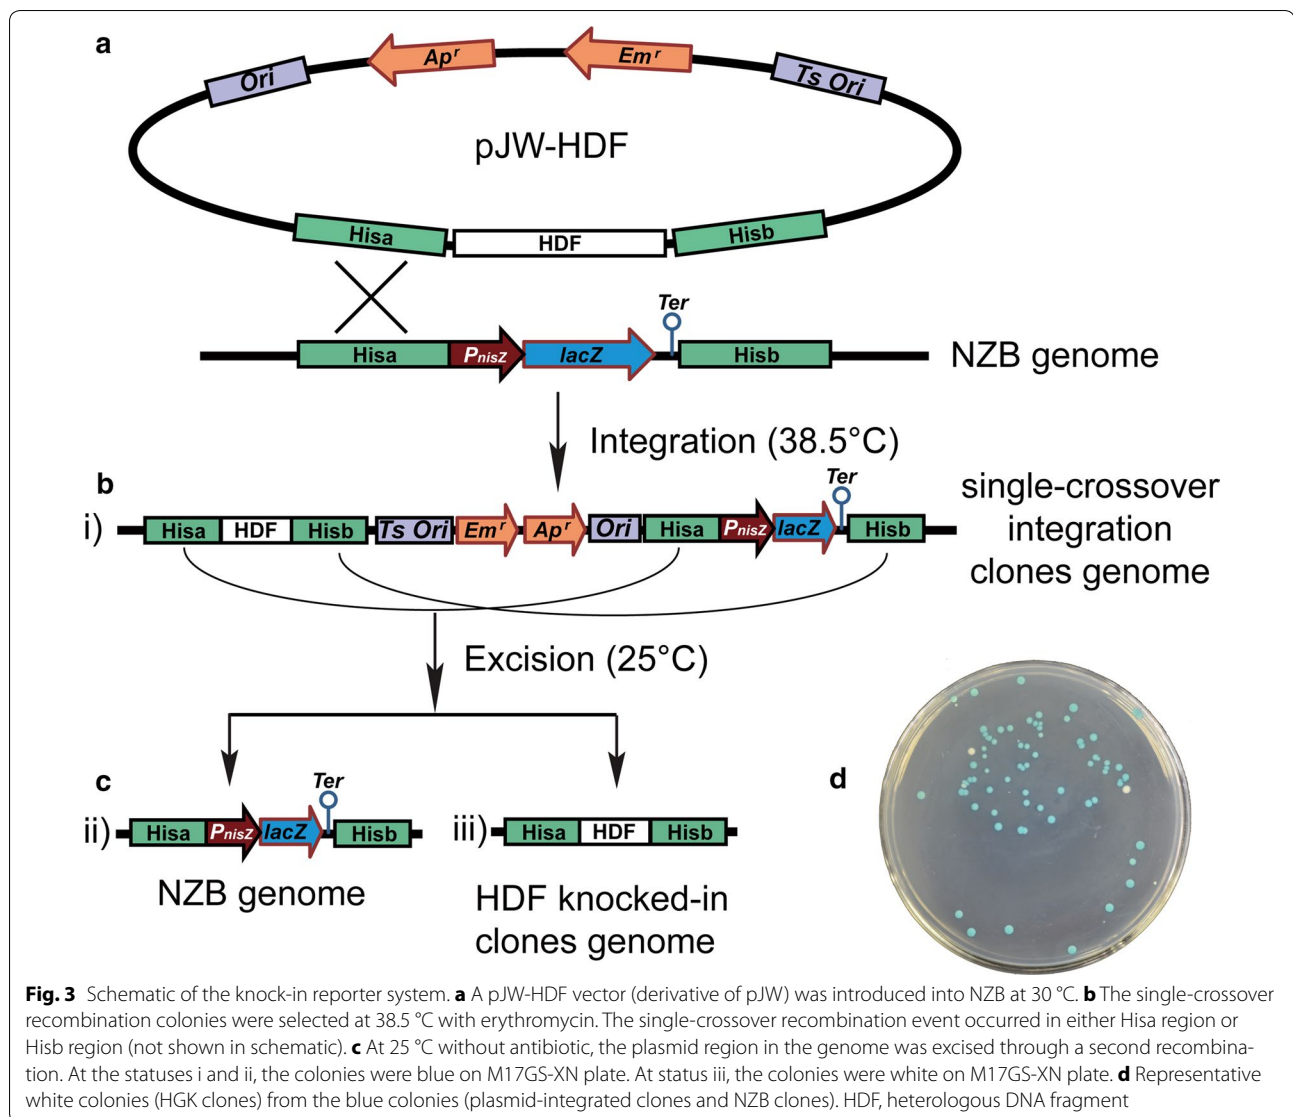 a
Ori
Apʳ
Emʳ
Ts Ori
pJW-HDF
Hisa
HDF
Hisb
Ter
Hisa
PnisZ
lacZ
Hisb
NZB genome
Integration (38.5°C)
b
Ter
single-crossover
integration
clones genome
i)
Hisa
HDF
Hisb
Ts Ori
Emʳ
Apʳ
Ori
Hisa
PnisZ
lacZ
Hisb
Excision (25°C)
c
Ter
d
ii)
Hisa
PnisZ
lacZ
Hisb
iii)
Hisa
HDF
Hisb
NZB genome
HDF knocked-in
clones genome
Fig. 3 Schematic of the knock-in reporter system. a A pJW-HDF vector (derivative of pJW) was introduced into NZB at 30 °C. b The single-crossover
recombination colonies were selected at 38.5 °C with erythromycin. The single-crossover recombination event occurred in either Hisa region or
Hisb region (not shown in schematic). c At 25 °C without antibiotic, the plasmid region in the genome was excised through a second recombina-
tion. At the statuses i and ii, the colonies were blue on M17GS-XN plate. At status iii, the colonies were white on M17GS-XN plate. d Representative
white colonies (HGK clones) from the blue colonies (plasmid-integrated clones and NZB clones). HDF, heterologous DNA fragment